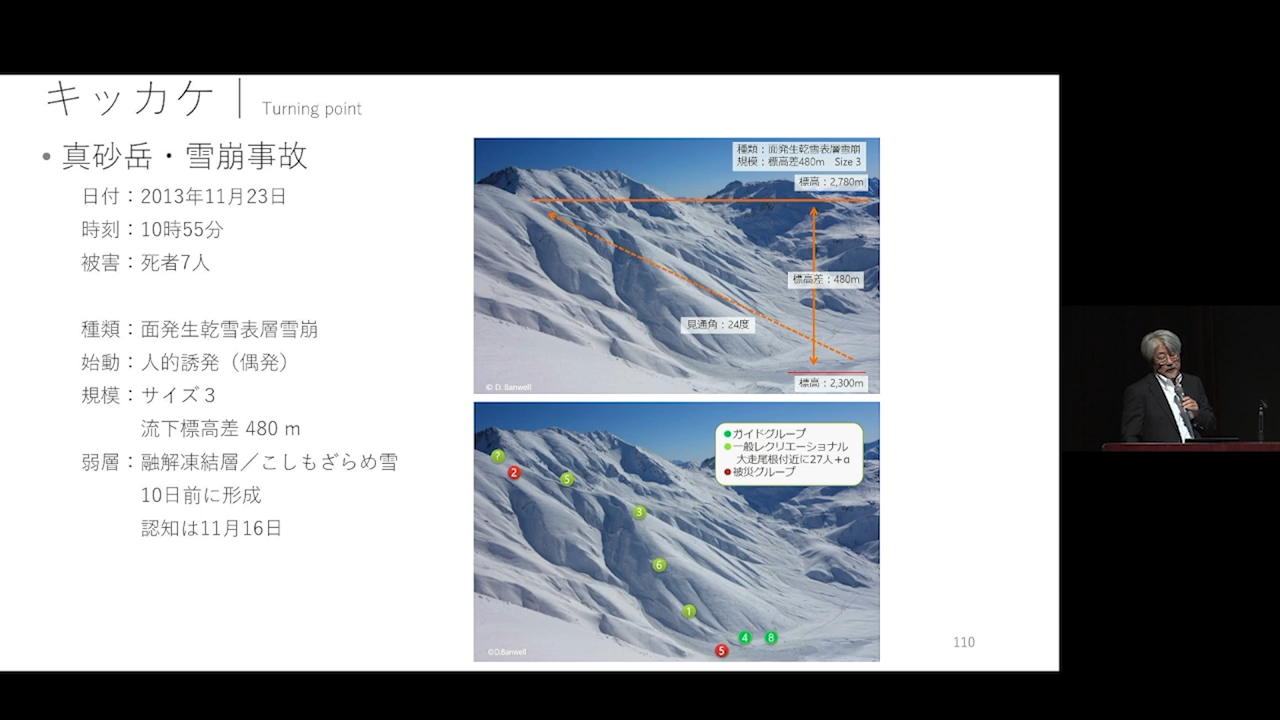 キッカケ | Turning point
• 真砂岳・雪崩事故
日付：2013年11月23日
時刻：10時55分
被害：死者7人
種類：面発生乾雪表層雪崩
始動：人的誘発（偶発）
規模：サイズ３
流下標高差 480 m
弱層：融解凍結層／こしもざらめ雪
10日前に形成
認知は11月16日
種類：面発生乾雪表層雪崩
規模：標高差480m Size 3
標高：2,780m
標高差：480m
見通角：24度
標高：2,300m
© D. Banwell
ガイドグループ
一般レクリエーショナル
大走尾根付近に27人＋α
被災グループ
?
2
5
3
6
1
4
8
5
©D.Banwell
110